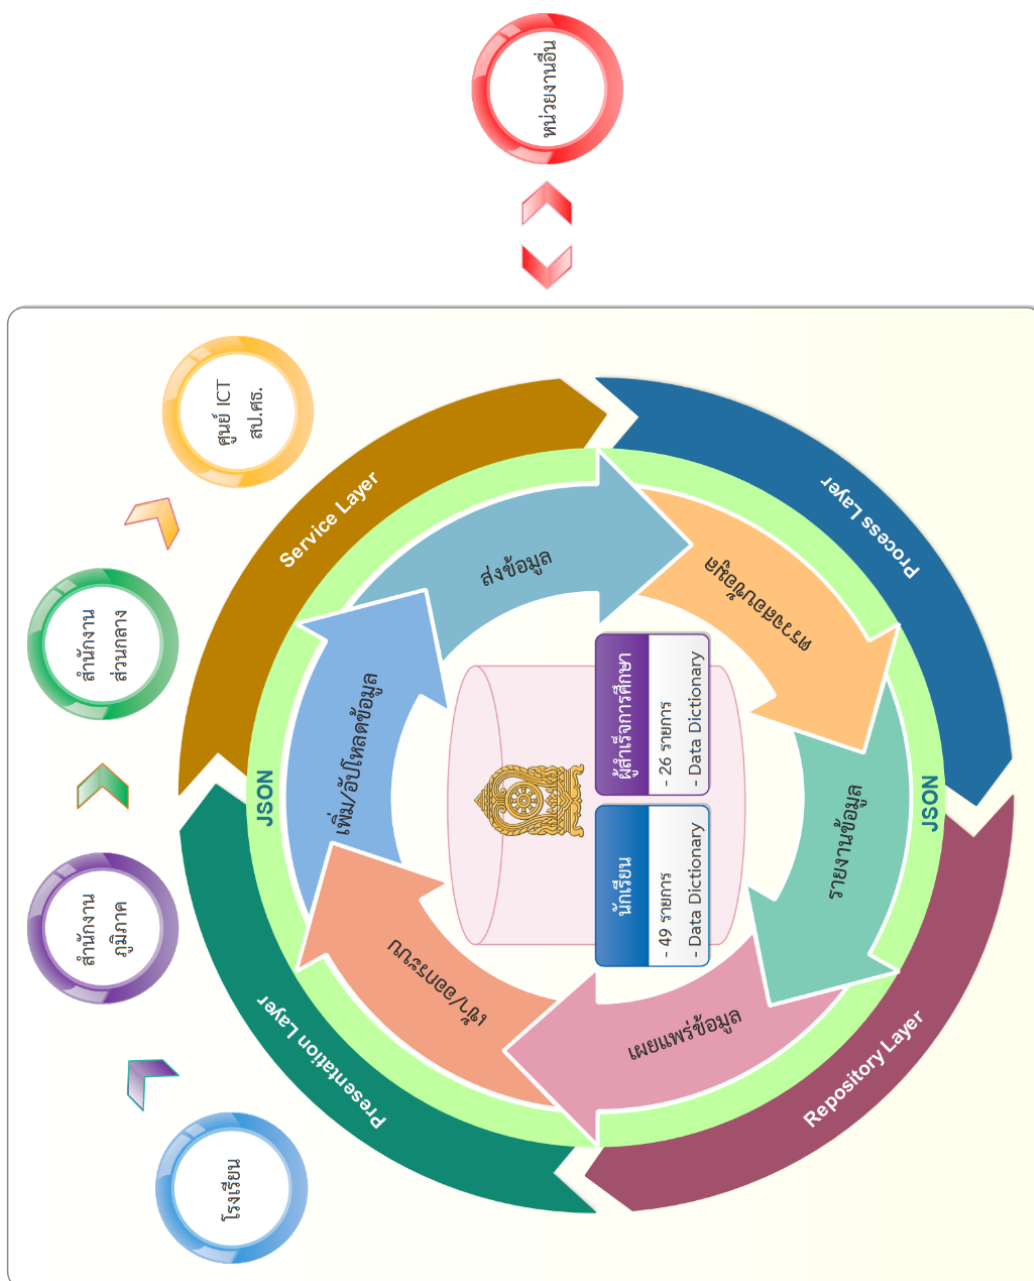 โรงเรียน
สำนักงาน
ภูมิภาค
สำนักงาน
ส่วนกลาง
ศูนย์ ICT
สป.ศธ.
หน่วยงานอื่น
Presentation Layer
Service Layer
Process Layer
Repository Layer
JSON
JSON
เข้า/ออกระบบ
เพิ่ม/อัปโหลดข้อมูล
ส่งข้อมูล
ตรวจสอบข้อมูล
รายงานข้อมูล
เผยแพร่ข้อมูล
นักเรียน
- 49 รายการ
- Data Dictionary
ผู้สำเร็จการศึกษา
- 26 รายการ
- Data Dictionary